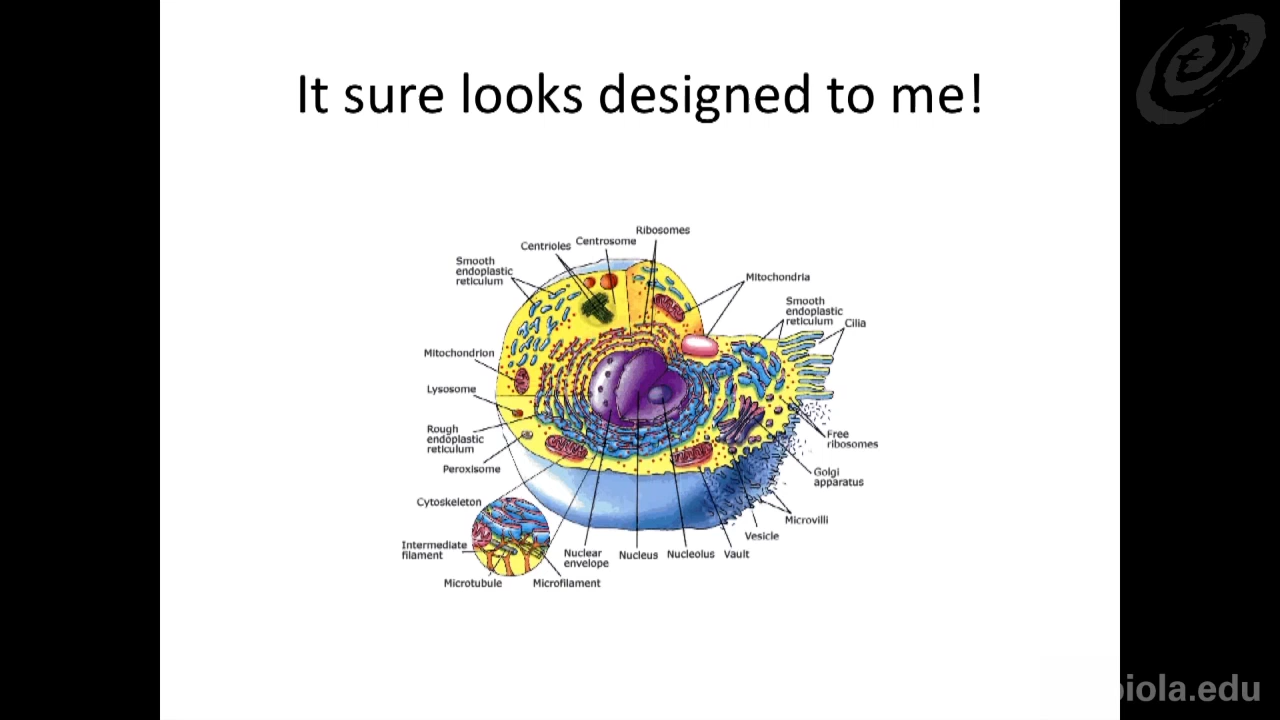 It sure looks designed to me!
Ribosomes
Centrosome
Centrioles
Smooth
endoplastic
reticulum
Mitochondria
Smooth
endoplastic
reticulum
Cilia
Mitochondrion
Lysosome
Rough
endoplastic
reticulum
Free
ribosomes
Peroxisome
Golgi
apparatus
Cytoskeleton
Microvilli
Vesicle
Intermediate
filament
Nuclear
envelope
Nucleus
Nucleolus
Vault
Microtubule
Microfilament
biola.edu